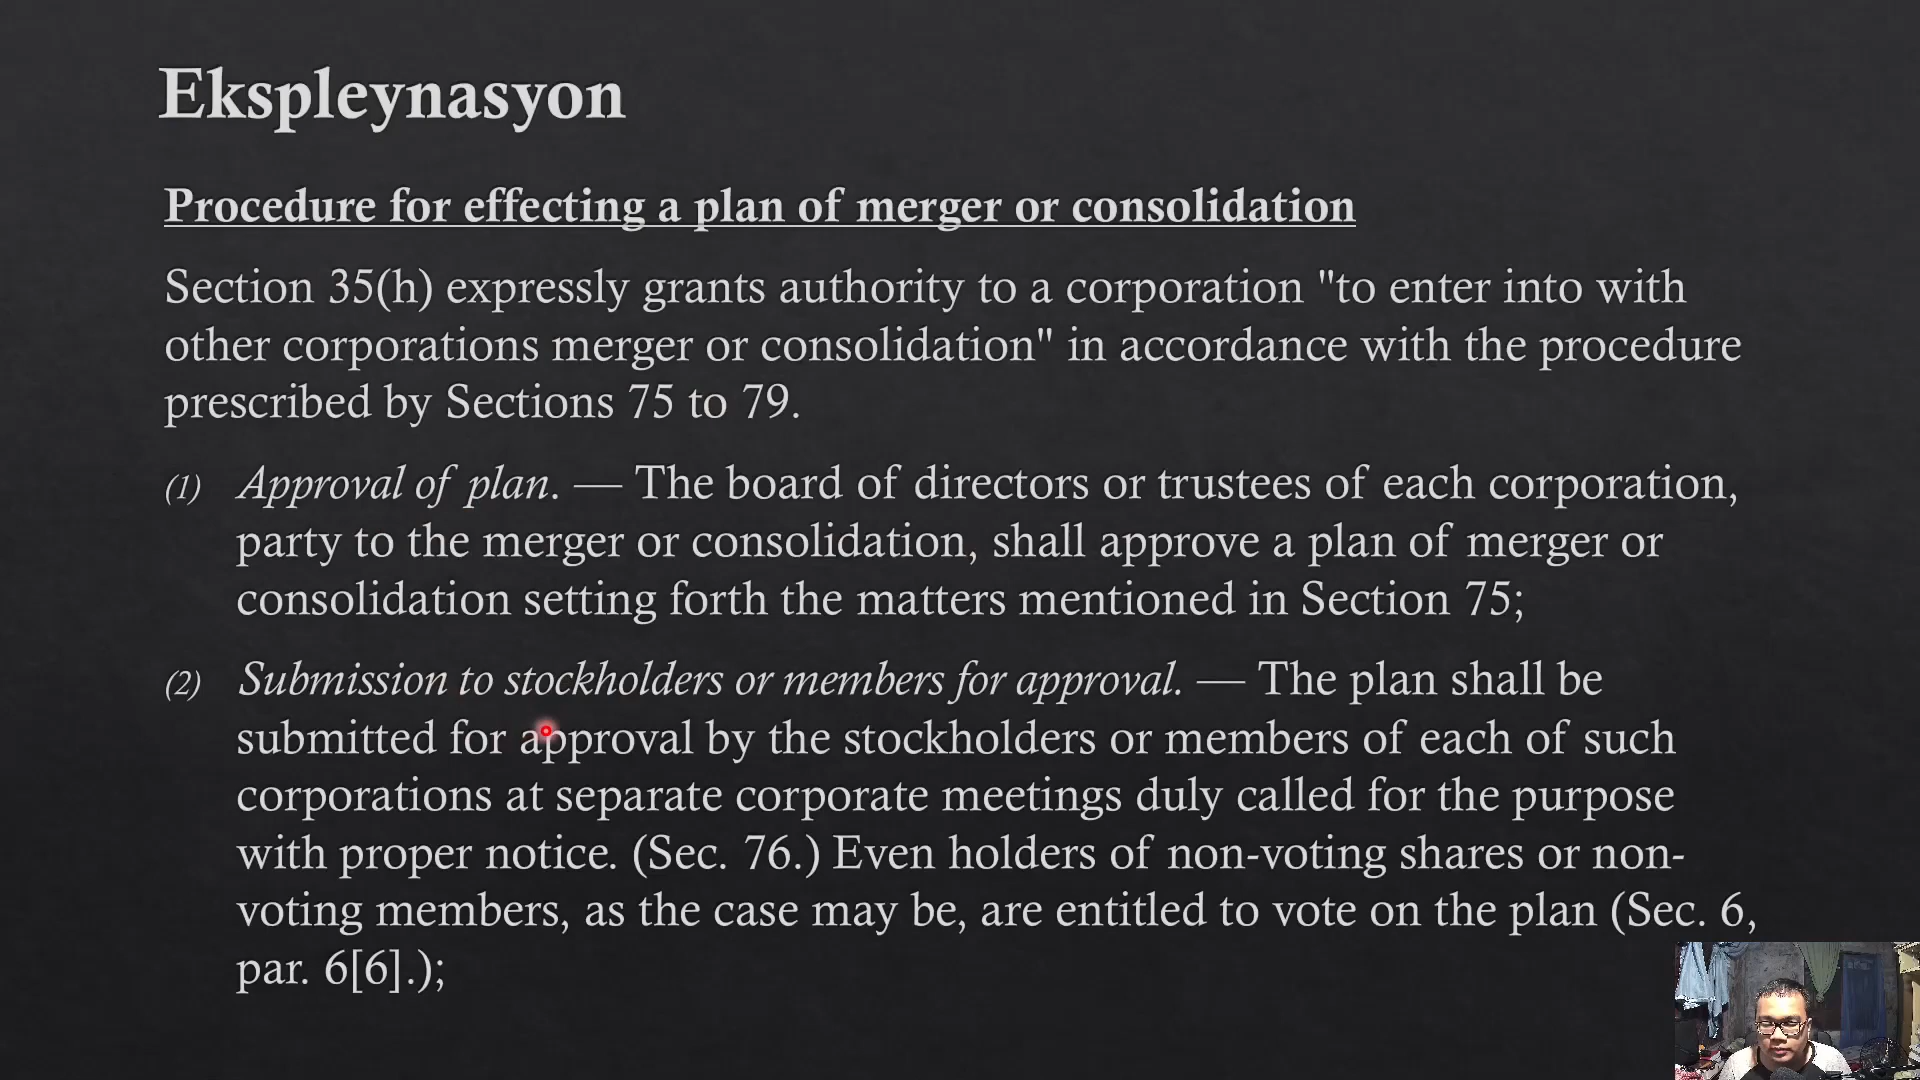 Ekspleynasyon
Procedure for effecting a plan of merger or consolidation
Section 35(h) expressly grants authority to a corporation "to enter into with
other corporations merger or consolidation" in accordance with the procedure
prescribed by Sections 75 to 79.
(1) Approval of plan. — The board of directors or trustees of each corporation,
party to the merger or consolidation, shall approve a plan of merger or
consolidation setting forth the matters mentioned in Section 75;
(2) Submission to stockholders or members for approval. — The plan shall be
submitted for approval by the stockholders or members of each of such
corporations at separate corporate meetings duly called for the purpose
with proper notice. (Sec. 76.) Even holders of non-voting shares or non-
voting members, as the case may be, are entitled to vote on the plan (Sec. 6,
par. 6[6].);